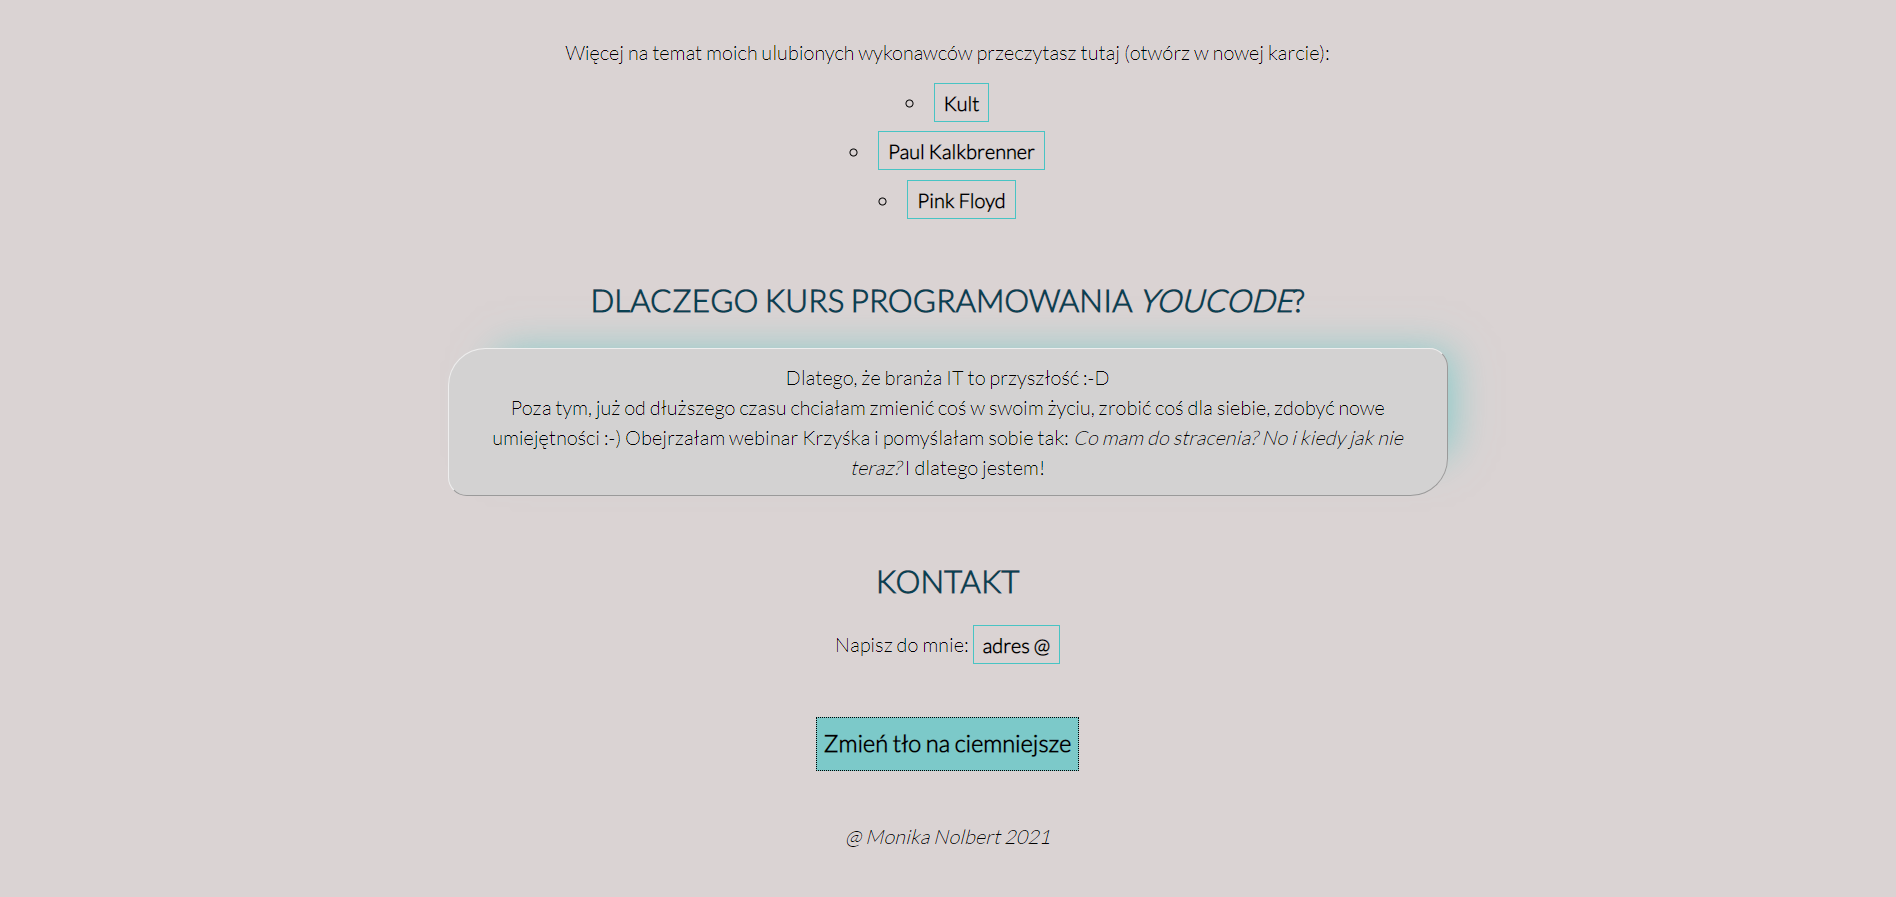 Więcej na temat moich ulubionych wykonawców przeczytasz tutaj (otwórz w nowej karcie):
Kult
Paul Kalkbrenner
Pink Floyd
DLACZEGO KURS PROGRAMOWANIA YOUCODE?
Dlatego, że branża IT to przyszłość :-D
Poza tym, już od dłuższego czasu chciałam zmienić coś w swoim życiu, zrobić coś dla siebie, zdobyć nowe
umiejętności :-) Obejrzałam webinar Krzyśka i pomyślałam sobie tak: Co mam do stracenia? No i kiedy jak nie
teraz? I dlatego jestem!
KONTAKT
Napisz do mnie: adres @
Zmień tło na ciemniejsze
@ Monika Nolbert 2021